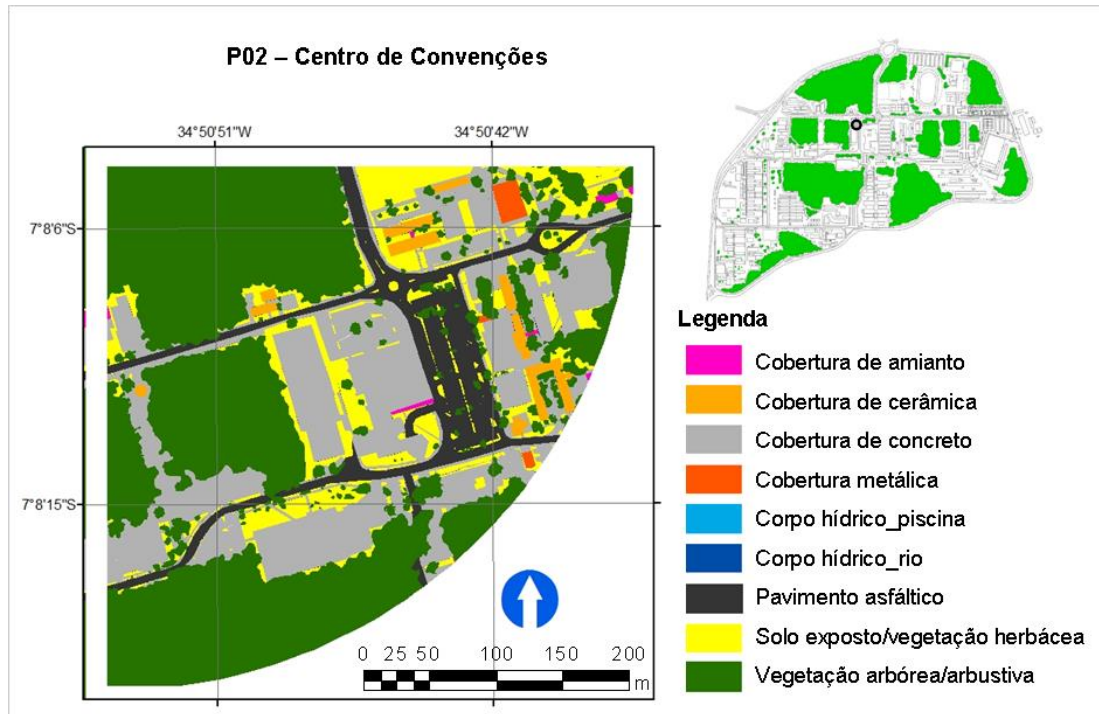 P02 – Centro de Convenções
34°50'51"W
34°50'42"W
7°8'6"S
7°8'15"S
0 25 50 100 150 200
m
Legenda
Cobertura de amianto
Cobertura de cerâmica
Cobertura de concreto
Cobertura metálica
Corpo hídrico_piscina
Corpo hídrico_rio
Pavimento asfáltico
Solo exposto/vegetação herbácea
Vegetação arbórea/arbustiva